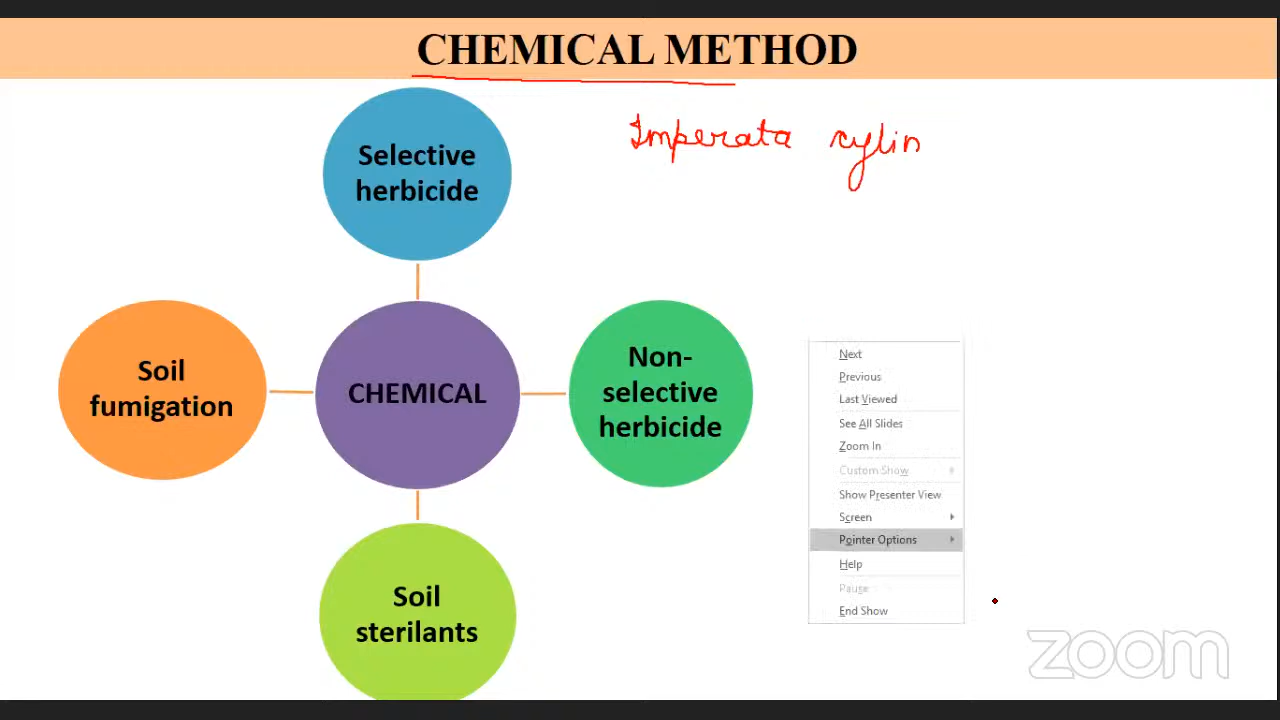 CHEMICAL METHOD
Imperata cylin
Selective
herbicide
Soil
fumigation
CHEMICAL
Non-
selective
herbicide
Soil
sterilants
Next
Previous
Last Viewed
See All Slides
Zoom In
Custom Show
Show Presenter View
Screen
Pointer Options
Help
Pause
End Show
zoom